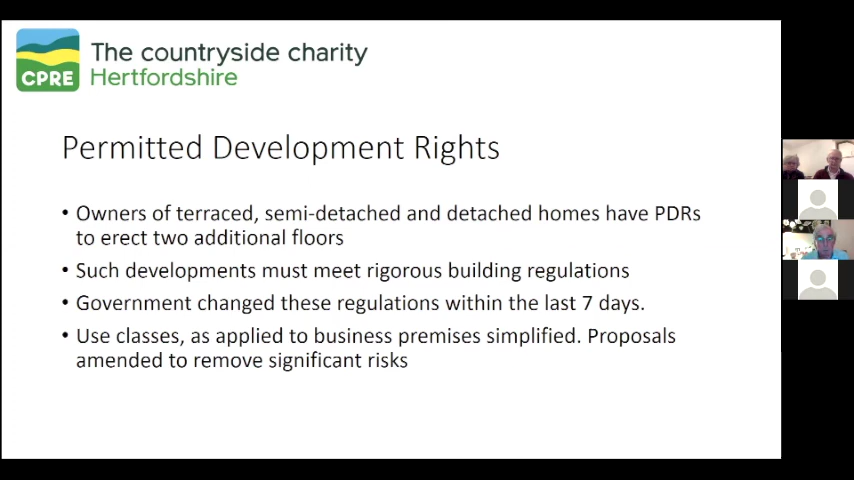 The countryside charity
CPRE Hertfordshire
Permitted Development Rights
• Owners of terraced, semi-detached and detached homes have PDRs
to erect two additional floors
• Such developments must meet rigorous building regulations
• Government changed these regulations within the last 7 days.
• Use classes, as applied to business premises simplified. Proposals
amended to remove significant risks